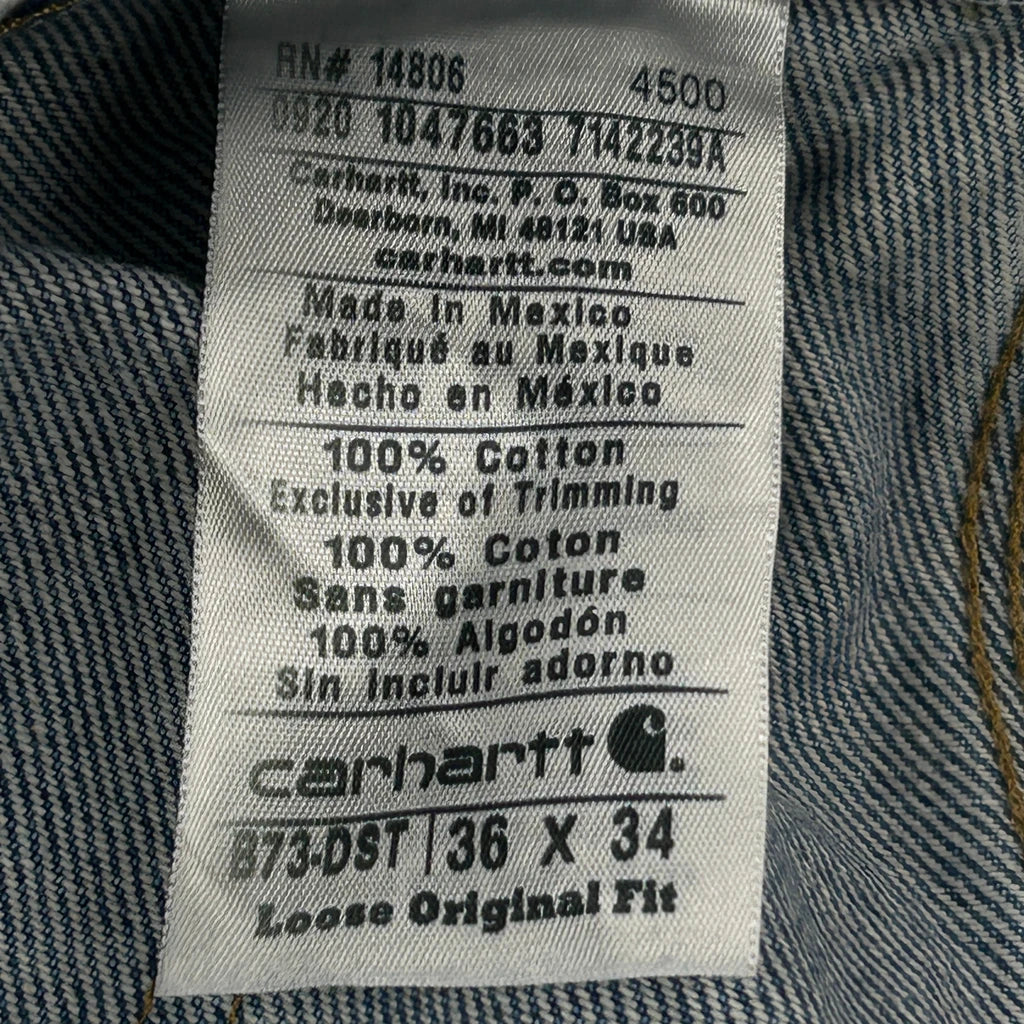 RN# 14806 4500
0920 1047663 7142239A
Carhartt, Inc. P. O. Box 600
Dearborn, MI 48121 USA
carhartt.com
Made in Mexico
Fabriqué au Mexique
Hecho en México
100% Cotton
Exclusive of Trimming
100% Coton
Sans garniture
100% Algodón
Sin incluir adorno
carhartt
B73-DST | 36 X 34
Loose Original Fit